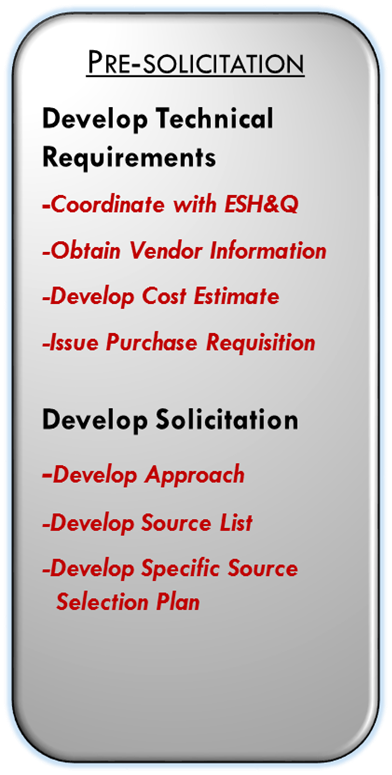 PRE-SOLICITATION
Develop Technical
Requirements
-Coordinate with ESH&Q
-Obtain Vendor Information
-Develop Cost Estimate
-Issue Purchase Requisition
Develop Solicitation
-Develop Approach
-Develop Source List
-Develop Specific Source
Selection Plan